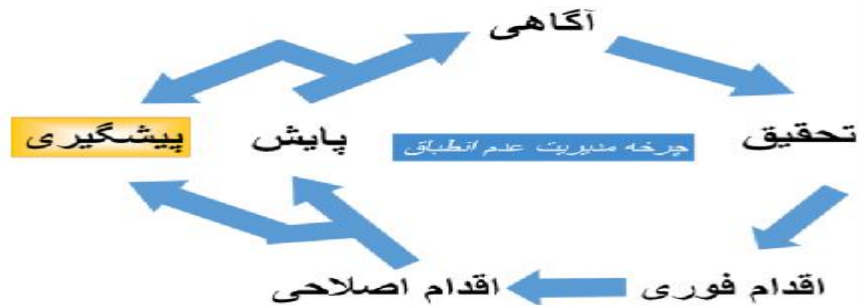 آگاهی
تحقیق
چرخه مدیریت عدم انطباق
پایش
پیشگیری
اقدام فوری
اقدام اصلاحی